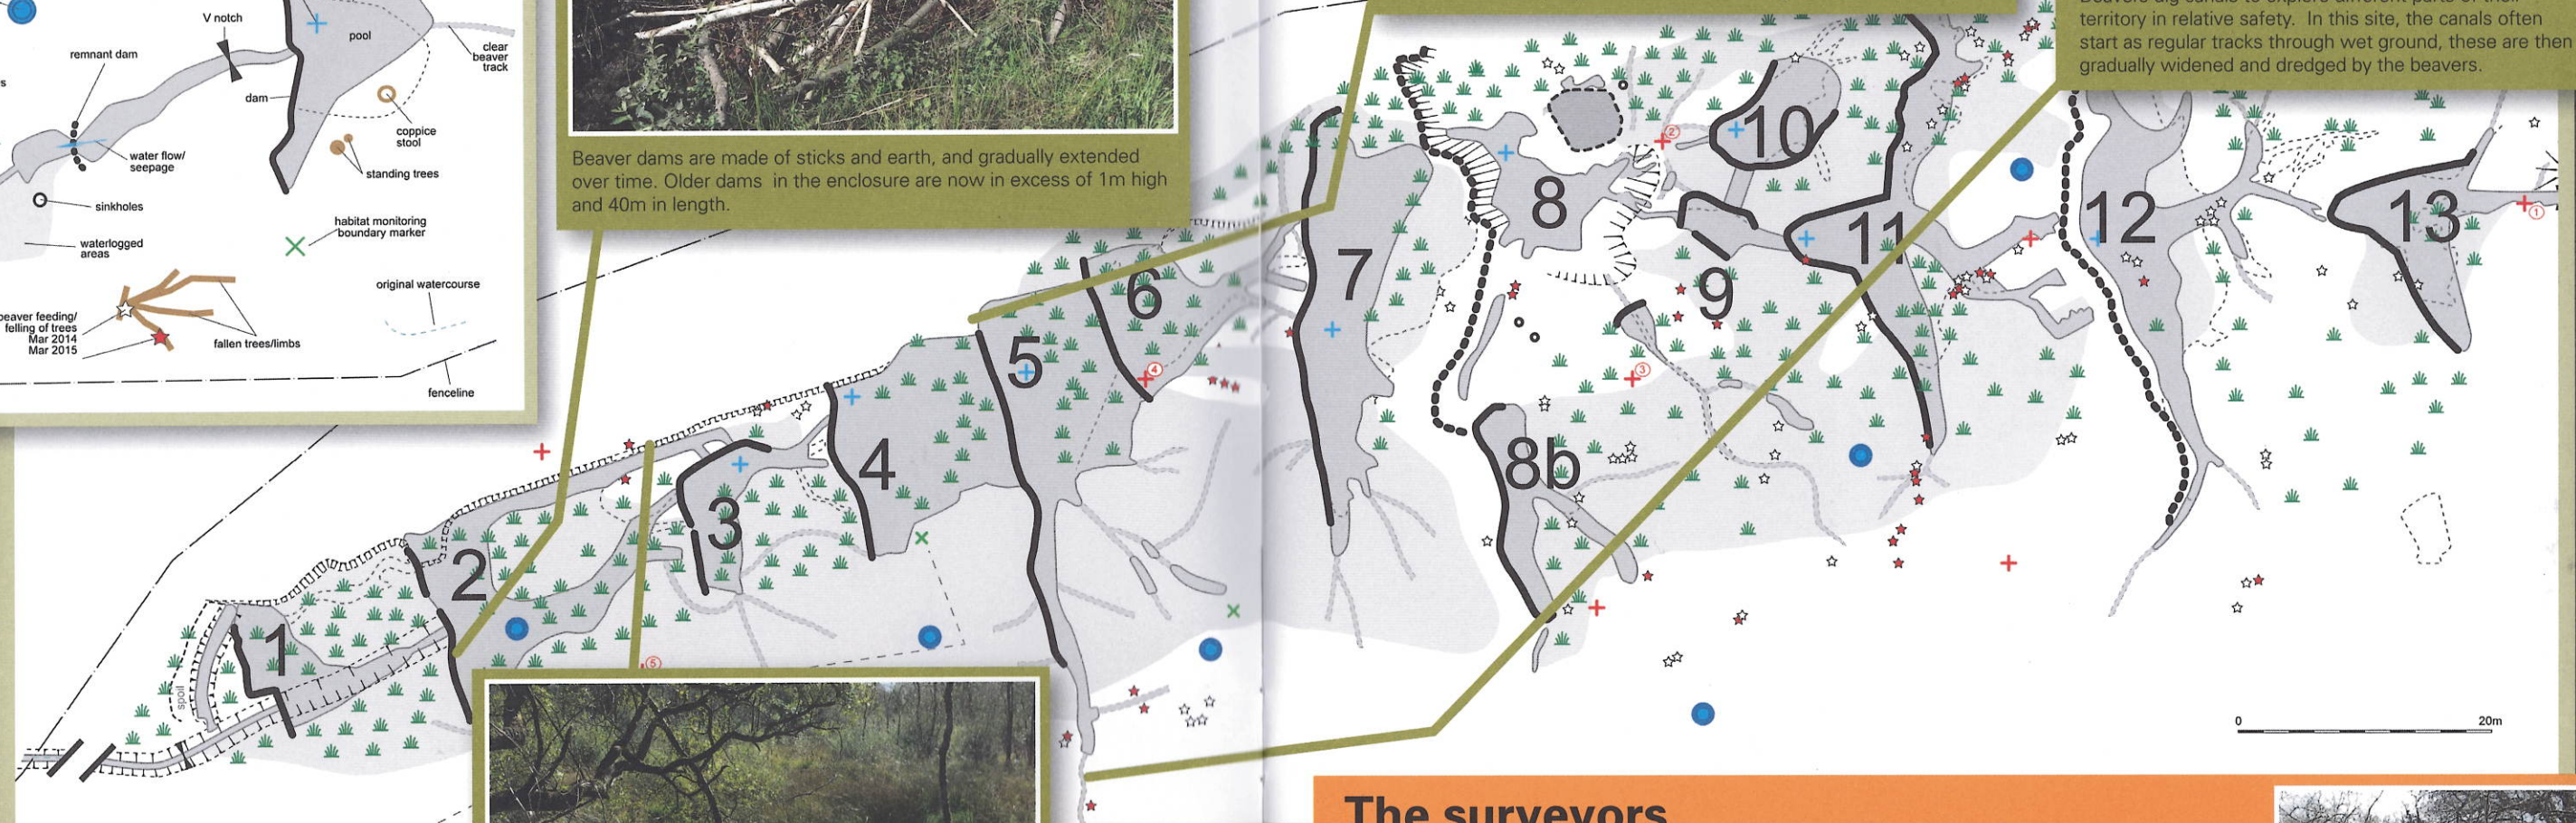 V notch
pool
clear
beaver
track
remnant dam
dam
coppice
stool
water flow/
seepage
standing trees
sinkholes
habitat monitoring
boundary marker
waterlogged
areas
original watercourse
beaver feeding/
felling of trees
Mar 2014
Mar 2015
fallen trees/limbs
fenceline
Beaver dams are made of sticks and earth, and gradually extended
over time. Older dams in the enclosure are now in excess of 1m high
and 40m in length.
territory in relative safety. In this site, the canals often
start as regular tracks through wet ground, these are then
gradually widened and dredged by the beavers.
1
2
3
4
5
6
7
8
8b
9
10
11
12
13
1
2
3
4
5
spoil
0 20m
The surveyors